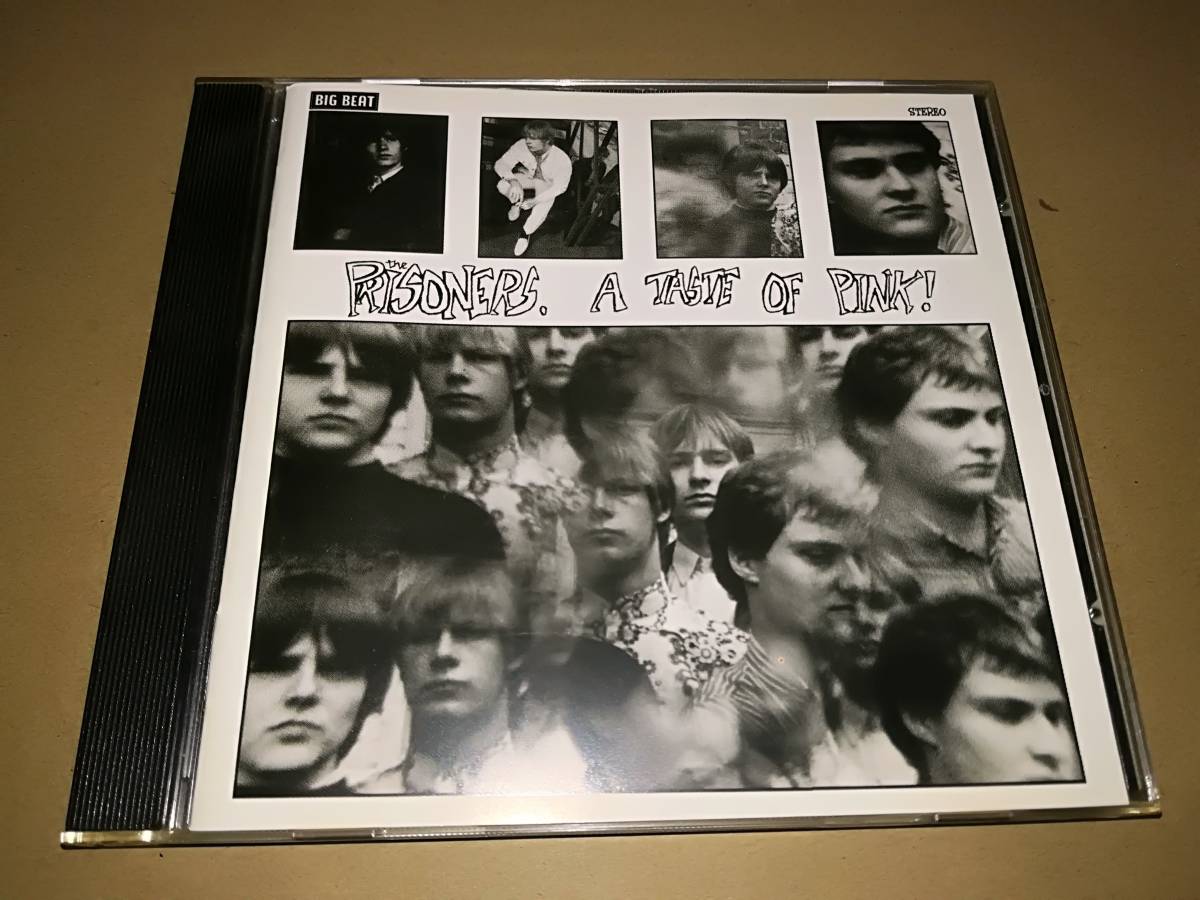 BIG BEAT
STEREO
the PRISONERS. A TASTE OF PINK!